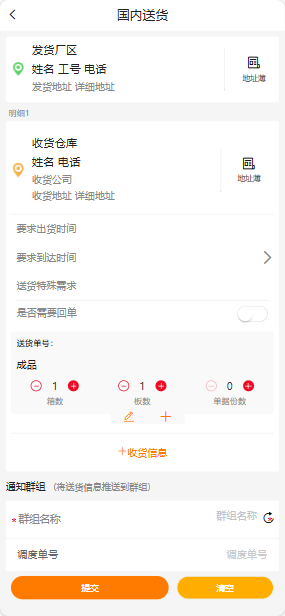 国内送货
发货厂区
姓名 工号 电话
发货地址 详细地址
地址薄
明细1
收货仓库
姓名 电话
收货公司
收货地址 详细地址
地址薄
要求出货时间
要求到达时间
送货特殊需求
是否需要回单
送货单号:
成品
1 1 0
箱数 板数 单据份数
+收货信息
通知群组 (将送货信息推送到群组)
*群组名称 群组名称
调度单号 调度单号
提交 清空